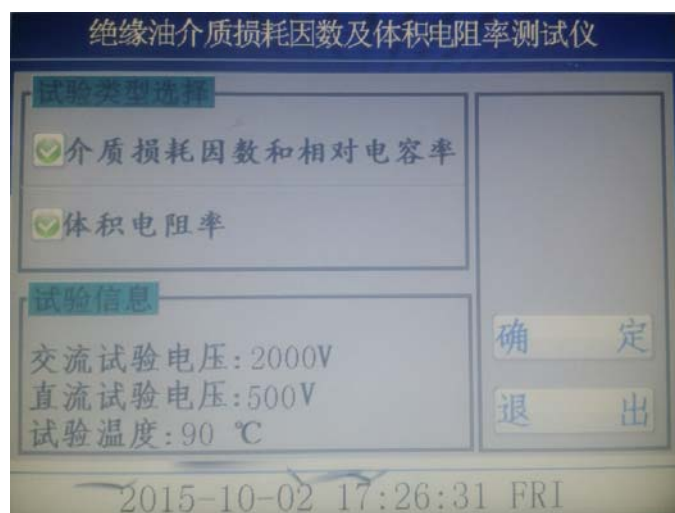 绝缘油介质损耗因数及体积电阻率测试仪
试验类型选择
介质损耗因数和相对电容率
体积电阻率
试验信息
交流试验电压:2000V
直流试验电压:500V
试验温度:90 ℃
确 定
退 出
2015-10-02 17:26:31 FRI